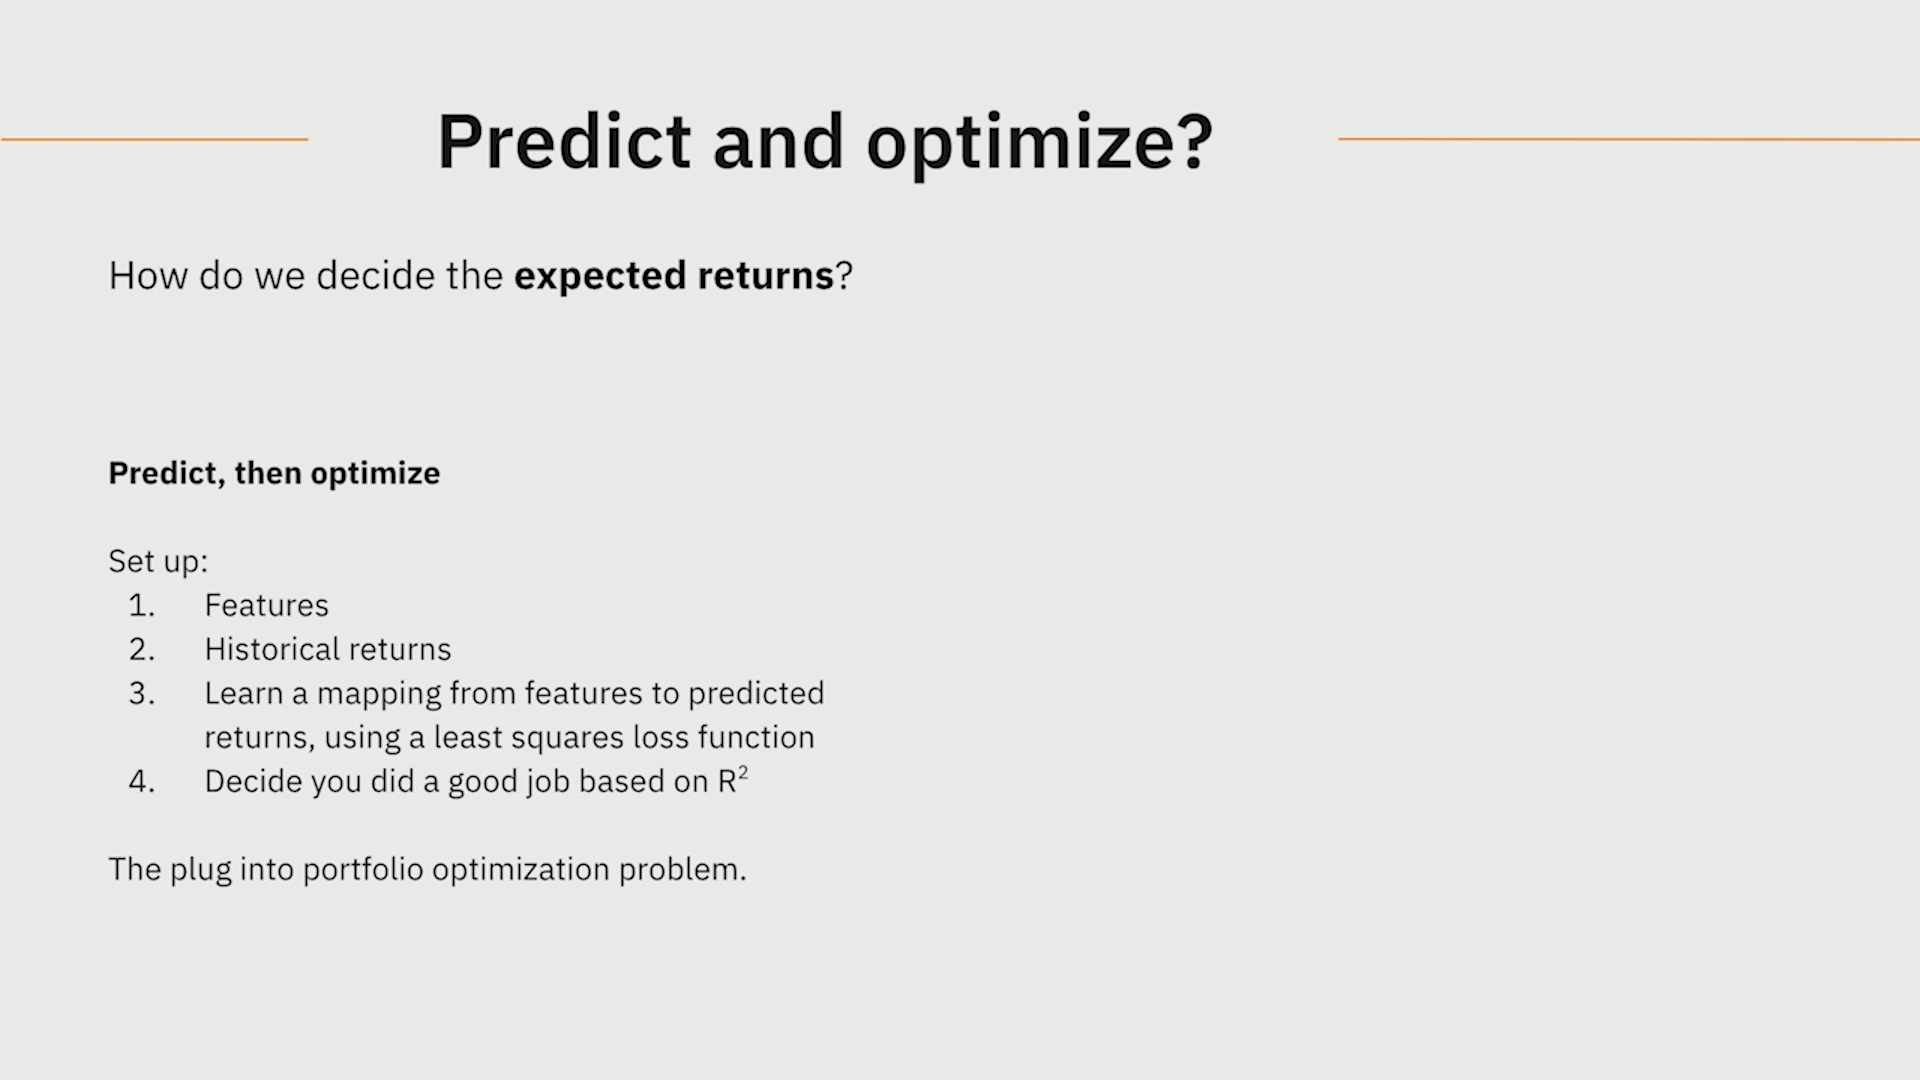 Predict and optimize?
How do we decide the expected returns?
Predict, then optimize
Set up:
1. Features
2. Historical returns
3. Learn a mapping from features to predicted
returns, using a least squares loss function
4. Decide you did a good job based on R²
The plug into portfolio optimization problem.